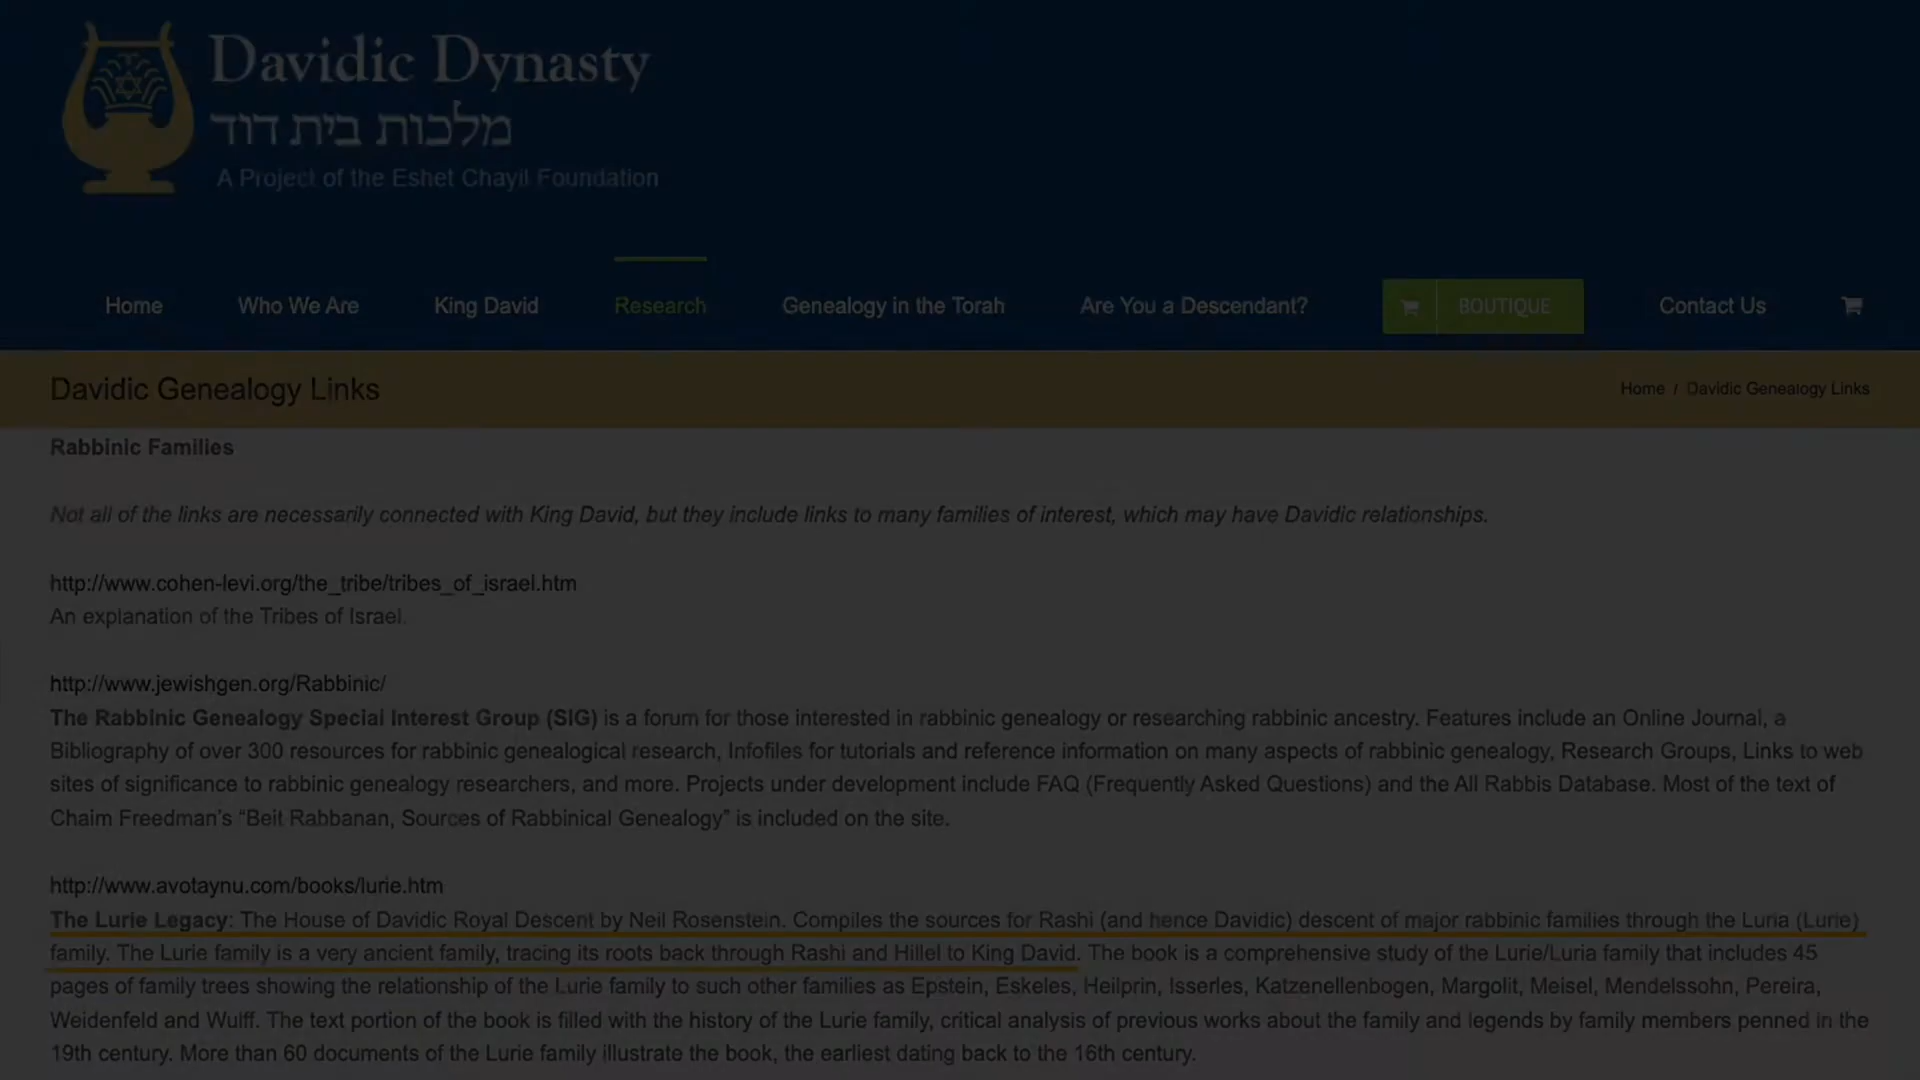 Davidic Dynasty
מלכות בית דוד
A Project of the Eshet Chayil Foundation
Home Who We Are King David Research Genealogy in the Torah Are You a Descendant? BOUTIQUE Contact Us
Davidic Genealogy Links
Home / Davidic Genealogy Links
Rabbinic Families
Not all of the links are necessarily connected with King David, but they include links to many families of interest, which may have Davidic relationships.
http://www.cohen-levi.org/the_tribe/tribes_of_israel.htm
An explanation of the Tribes of Israel.
http://www.jewishgen.org/Rabbinic/
The Rabbinic Genealogy Special Interest Group (SIG) is a forum for those interested in rabbinic genealogy or researching rabbinic ancestry. Features include an Online Journal, a
Bibliography of over 300 resources for rabbinic genealogical research, Infofiles for tutorials and reference information on many aspects of rabbinic genealogy, Research Groups, Links to web
sites of significance to rabbinic genealogy researchers, and more. Projects under development include FAQ (Frequently Asked Questions) and the All Rabbis Database. Most of the text of
Chaim Freedman's “Beit Rabbanan, Sources of Rabbinical Genealogy” is included on the site.
http://www.avotaynu.com/books/lurie.htm
The Lurie Legacy: The House of Davidic Royal Descent by Neil Rosenstein. Compiles the sources for Rashi (and hence Davidic) descent of major rabbinic families through the Luria (Lurie)
family. The Lurie family is a very ancient family, tracing its roots back through Rashi and Hillel to King David. The book is a comprehensive study of the Lurie/Luria family that includes 45
pages of family trees showing the relationship of the Lurie family to such other families as Epstein, Eskeles, Heilprin, Isserles, Katzenellenbogen, Margolit, Meisel, Mendelssohn, Pereira,
Weidenfeld and Wulff. The text portion of the book is filled with the history of the Lurie family, critical analysis of previous works about the family and legends by family members penned in the
19th century. More than 60 documents of the Lurie family illustrate the book, the earliest dating back to the 16th century.